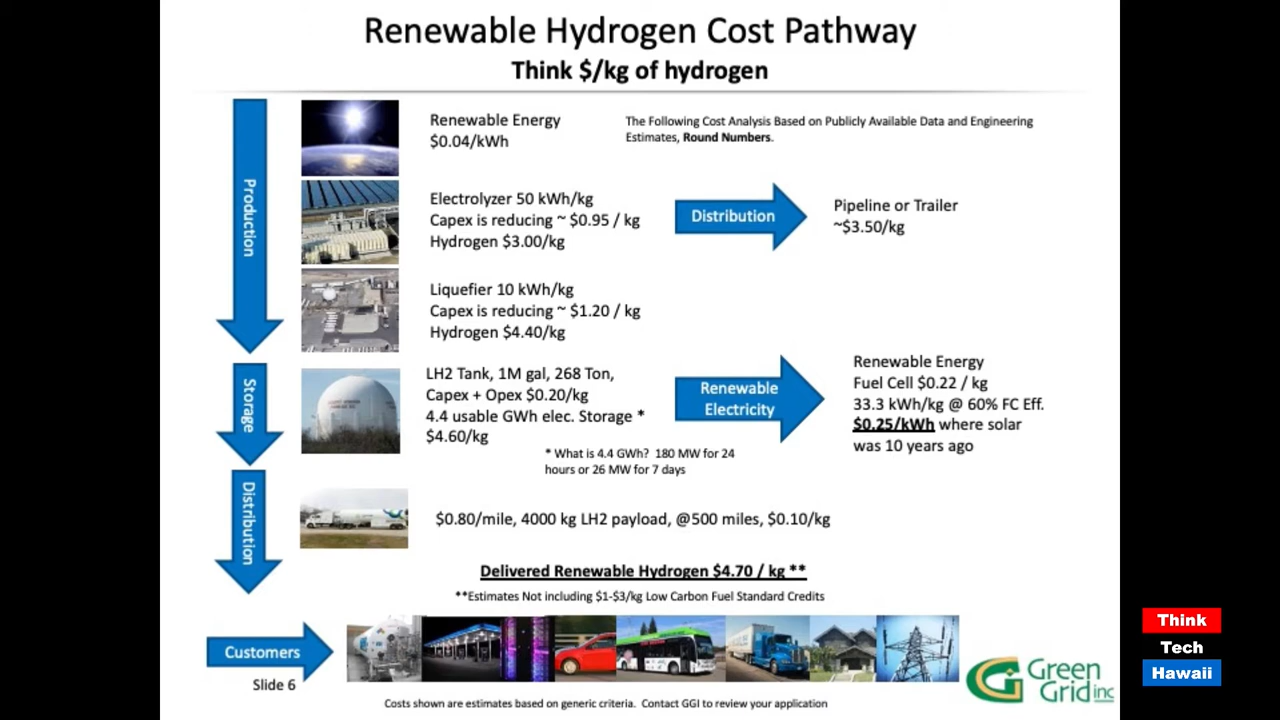 Renewable Hydrogen Cost Pathway
Think $/kg of hydrogen
Production
Renewable Energy
$0.04/kWh
The Following Cost Analysis Based on Publicly Available Data and Engineering
Estimates, Round Numbers.
Electrolyzer 50 kWh/kg
Capex is reducing ~ $0.95 / kg
Hydrogen $3.00/kg
Distribution
Pipeline or Trailer
~$3.50/kg
Liquefier 10 kWh/kg
Capex is reducing ~ $1.20 / kg
Hydrogen $4.40/kg
Storage
LH2 Tank, 1M gal, 268 Ton,
Capex + Opex $0.20/kg
4.4 usable GWh elec. Storage *
$4.60/kg
* What is 4.4 GWh? 180 MW for 24
hours or 26 MW for 7 days
Renewable
Electricity
Renewable Energy
Fuel Cell $0.22 / kg
33.3 kWh/kg @ 60% FC Eff.
$0.25/kWh where solar
was 10 years ago
Distribution
$0.80/mile, 4000 kg LH2 payload, @500 miles, $0.10/kg
Delivered Renewable Hydrogen $4.70 / kg **
**Estimates Not including $1-$3/kg Low Carbon Fuel Standard Credits
Customers
Slide 6
Costs shown are estimates based on generic criteria. Contact GGI to review your application
Green
Grid inc
Think
Tech
Hawaii